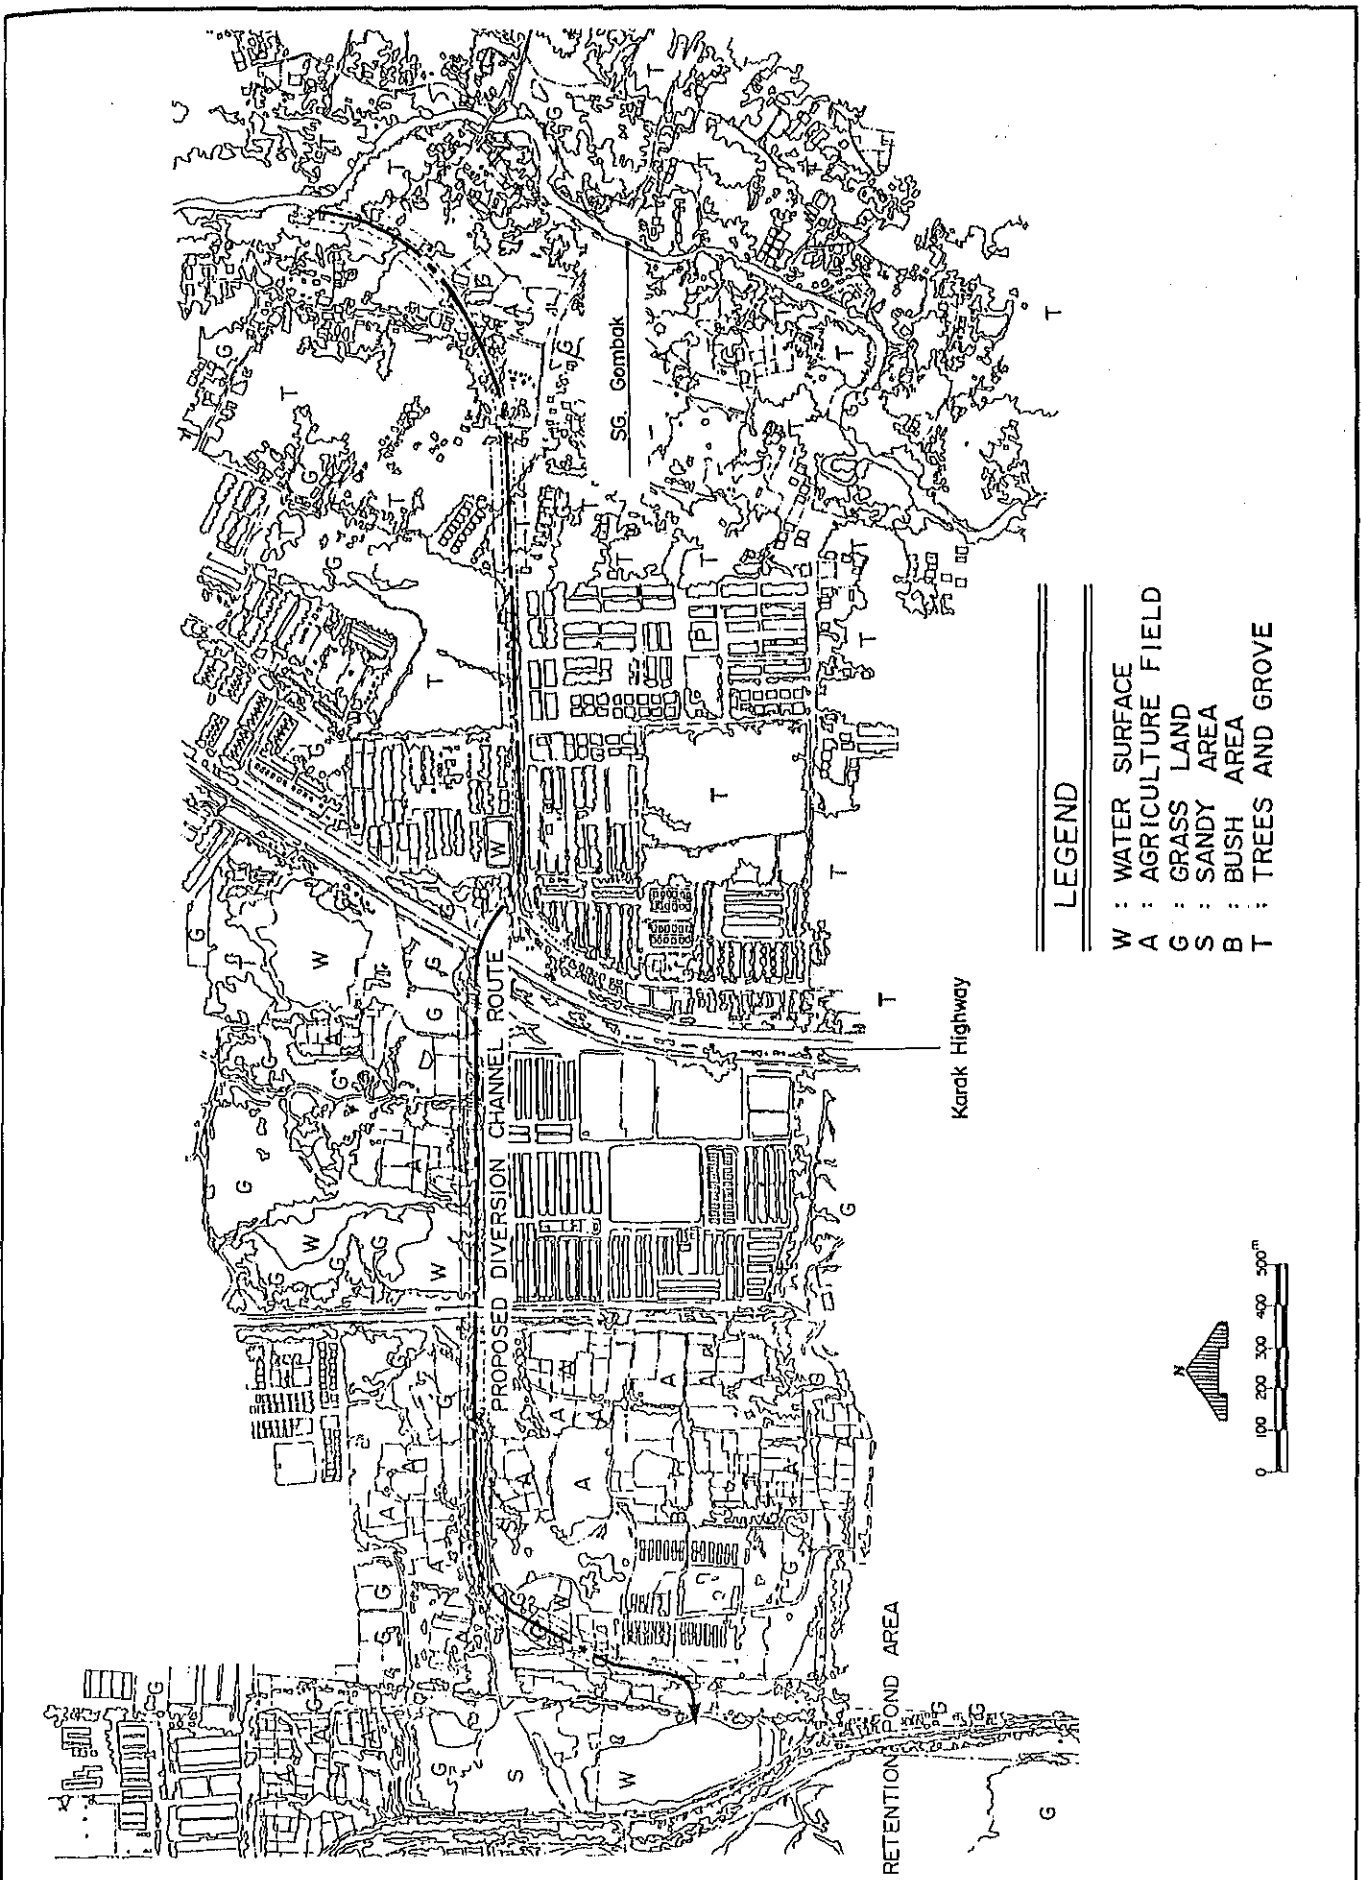 SG. Gombak
PROPOSED DIVERSION CHANNEL ROUTE
Karak Highway
RETENTION POND AREA
LEGEND
W : WATER SURFACE
A : AGRICULTURE FIELD
G : GRASS LAND
S : SANDY AREA
B : BUSH AREA
T : TREES AND GROVE
N
0 100 200 300 400 500m